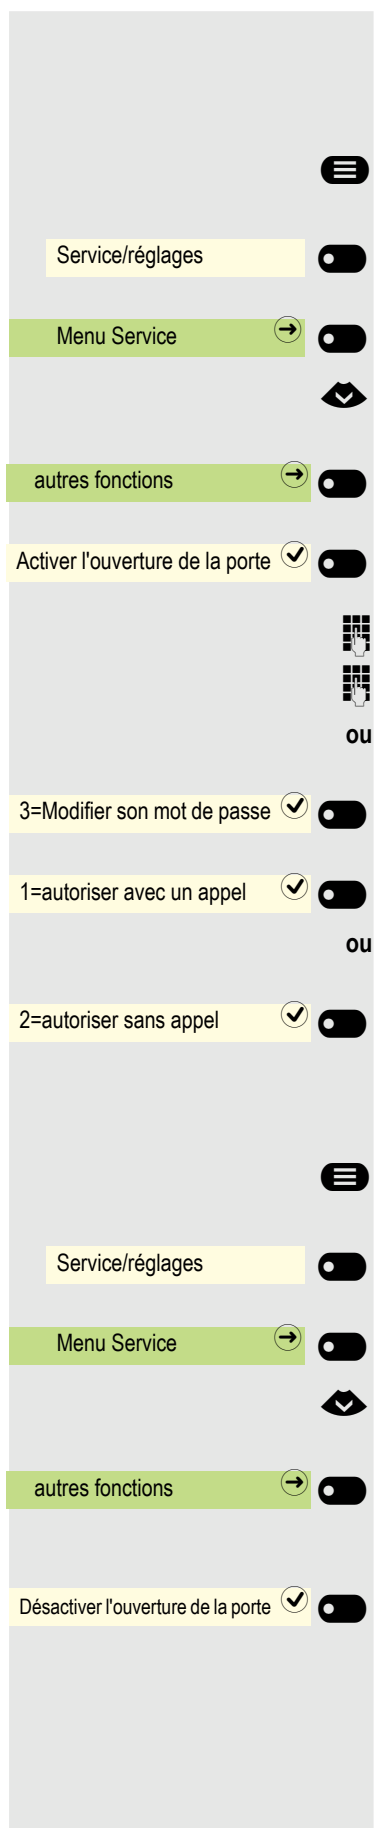 Service/réglages
Menu Service
autres fonctions
Activer l'ouverture de la porte
ou
3=Modifier son mot de passe
1=autoriser avec un appel
ou
2=autoriser sans appel
Service/réglages
Menu Service
autres fonctions
Désactiver l'ouverture de la porte